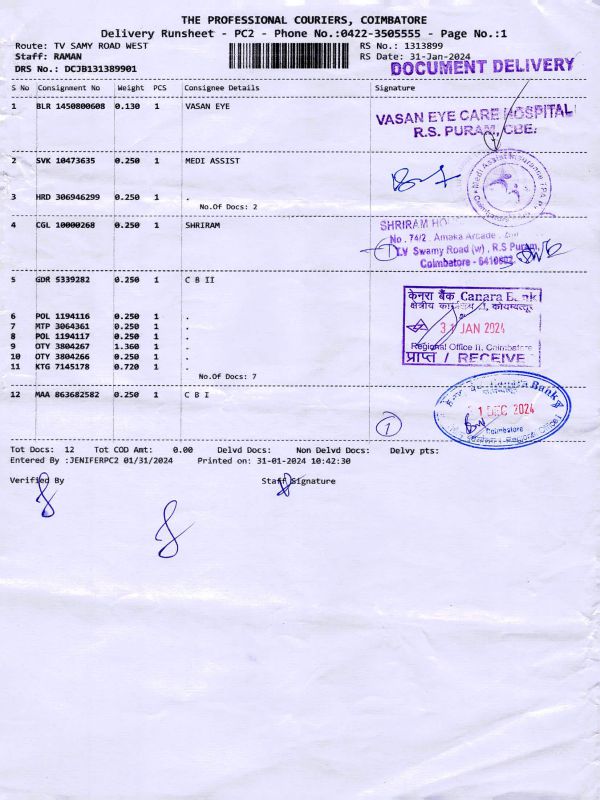 THE PROFESSIONAL COURIERS, COIMBATORE
Delivery Runsheet - PC2 - Phone No.:0422-3505555 - Page No.:1
Route: TV SAMY ROAD WEST RS No.: 1313899
Staff: RAMAN RS Date: 31-Jan-2024
DRS No.: DCJB131389901
DOCUMENT DELIVERY
S No Consignment No Weight PCS Consignee Details Signature
1 BLR 1450800608 0.130 1 VASAN EYE
VASAN EYE CARE HOSPITAL
R.S. PURAM, CBE.
2 SVK 10473635 0.250 1 MEDI ASSIST
Medi Assist Insurance
3 HRD 306946299 0.250 1 .
No.Of Docs: 2
4 CGL 10000268 0.250 1 SHRIRAM
SHRIRAM
No. 74/2 Amaka Arcade
T.V Swamy Road (w), R.S Puram,
Coimbatore -
5 GDR 5339282 0.250 1 C B II
केनरा बैंक Canara Bank
क्षेत्रीय
31 JAN 2024
Regional Office II, Coimbatore
प्राप्त / RECEIVE
6 POL 1194116 0.250 1 .
7 MTP 3064361 0.250 1 .
8 POL 1194117 0.250 1 .
9 OTY 3804267 1.360 1 .
10 OTY 3804266 0.250 1 .
11 KTG 7145178 0.720 1 .
No.Of Docs: 7
12 MAA 863682582 0.250 1 C B I
Canara Bank
1 DEC 2024
Coimbatore
Regional Office
1
Tot Docs: 12 Tot COD Amt: 0.00 Delvd Docs: Non Delvd Docs: Delvy pts:
Entered By :JENIFERPC2 01/31/2024 Printed on: 31-01-2024 10:42:30
Verified By Staff Signature